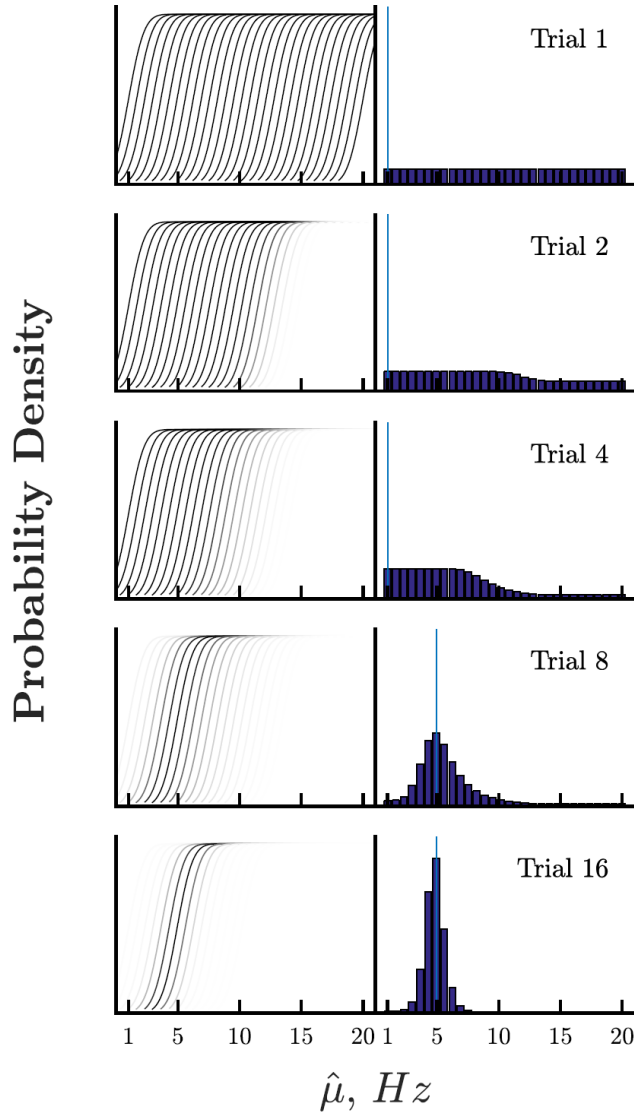 Probability Density
Trial 1
Trial 2
Trial 4
Trial 8
Trial 16
1 5 10 15 20 1 5 10 15 20
μ̂, Hz